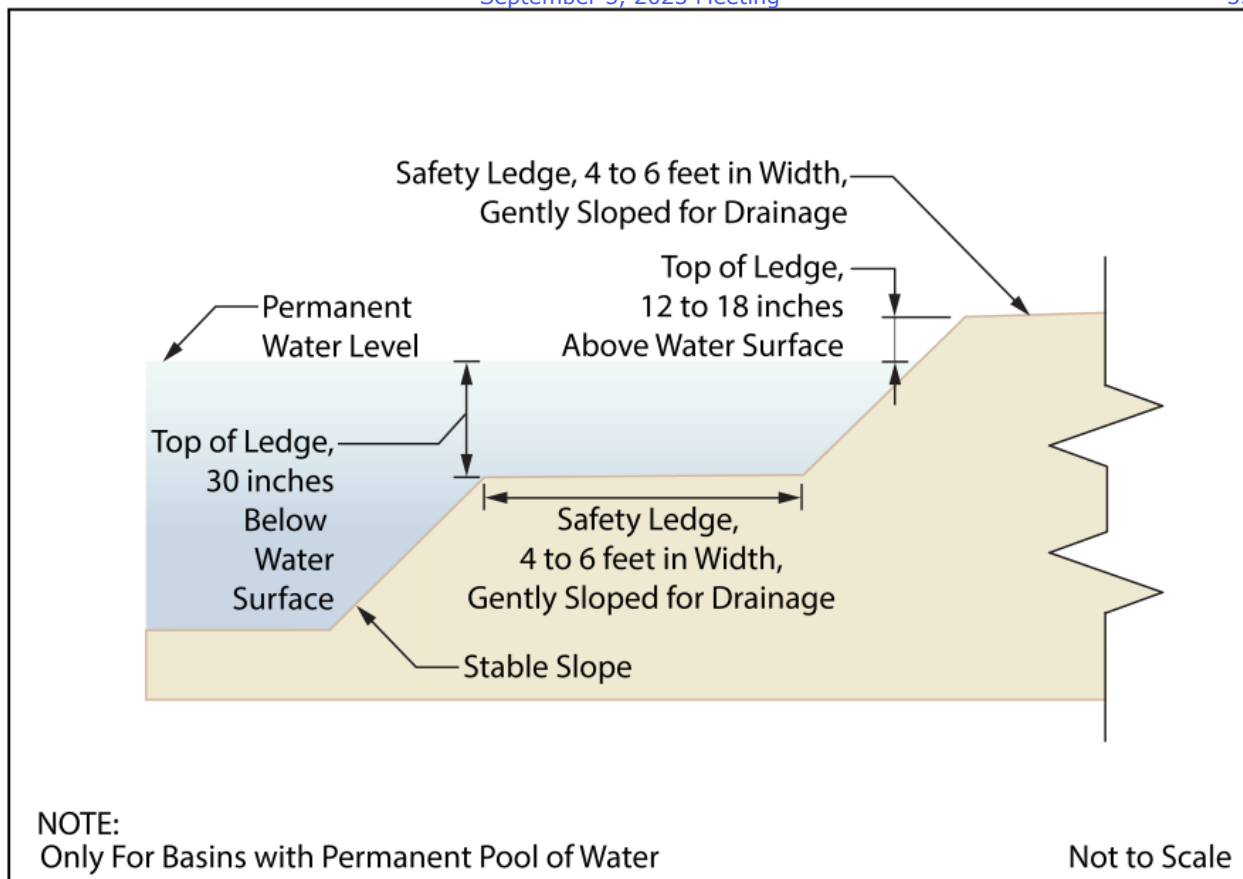 Safety Ledge, 4 to 6 feet in Width,
Gently Sloped for Drainage
Top of Ledge,
12 to 18 inches
Above Water Surface
Permanent
Water Level
Top of Ledge,
30 inches
Below
Water
Surface
Safety Ledge,
4 to 6 feet in Width,
Gently Sloped for Drainage
Stable Slope
NOTE:
Only For Basins with Permanent Pool of Water
Not to Scale